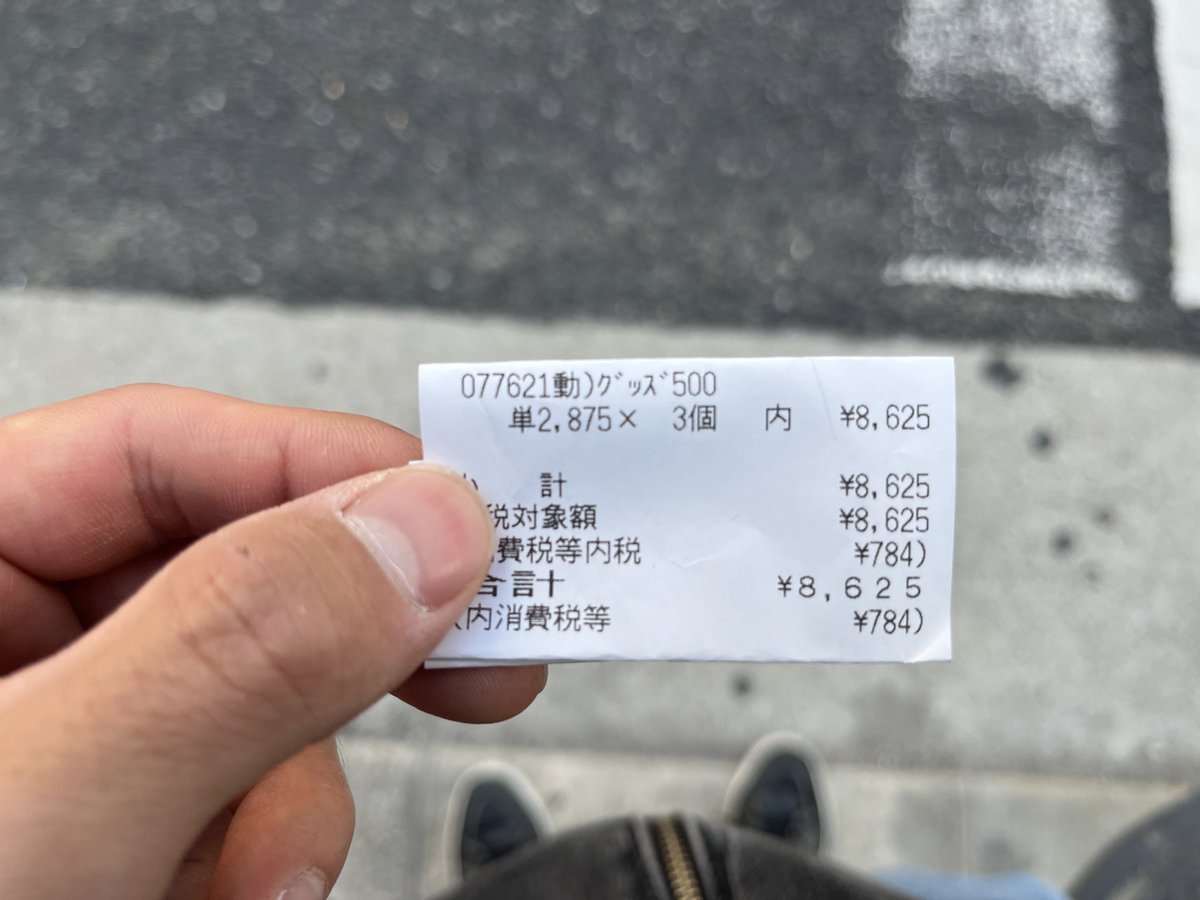 077621動)ｸﾞｯｽﾞ500
単2,875× 3個 内 ¥8,625
計 ¥8,625
税対象額 ¥8,625
費税等内税 ¥784)
合計 ¥8,625
(内消費税等 ¥784)